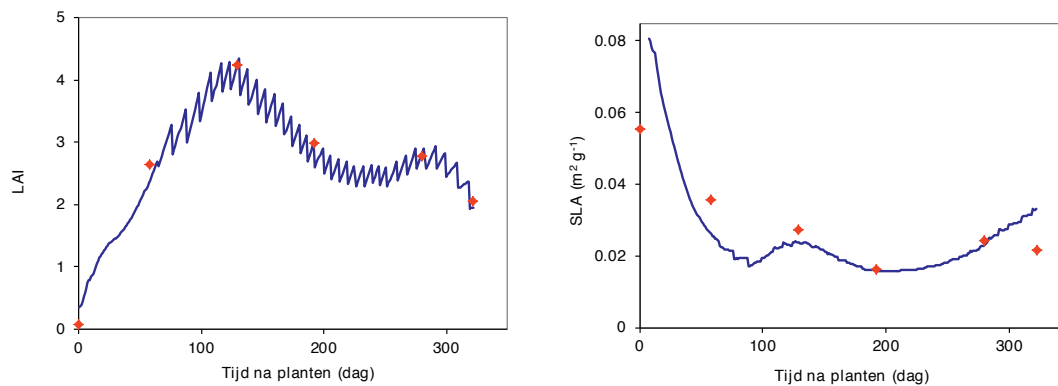 5
4
3
2
1
0
LAI
0 100 200 300
Tijd na planten (dag)
0.08
0.06
0.04
0.02
0
SLA (m² g⁻¹)
0 100 200 300
Tijd na planten (dag)